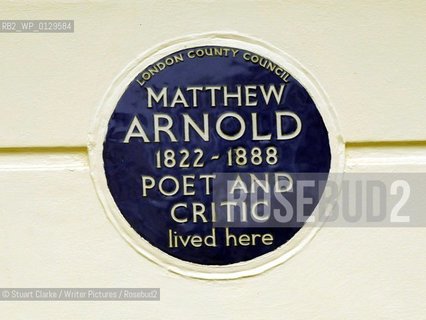 RB2_WP_0129584
LONDON COUNTY COUNCIL
MATTHEW
ARNOLD
1822-1888
POET AND
CRITIC
lived here
ROSEBUD2
© Stuart Clarke / Writer Pictures / Rosebud2